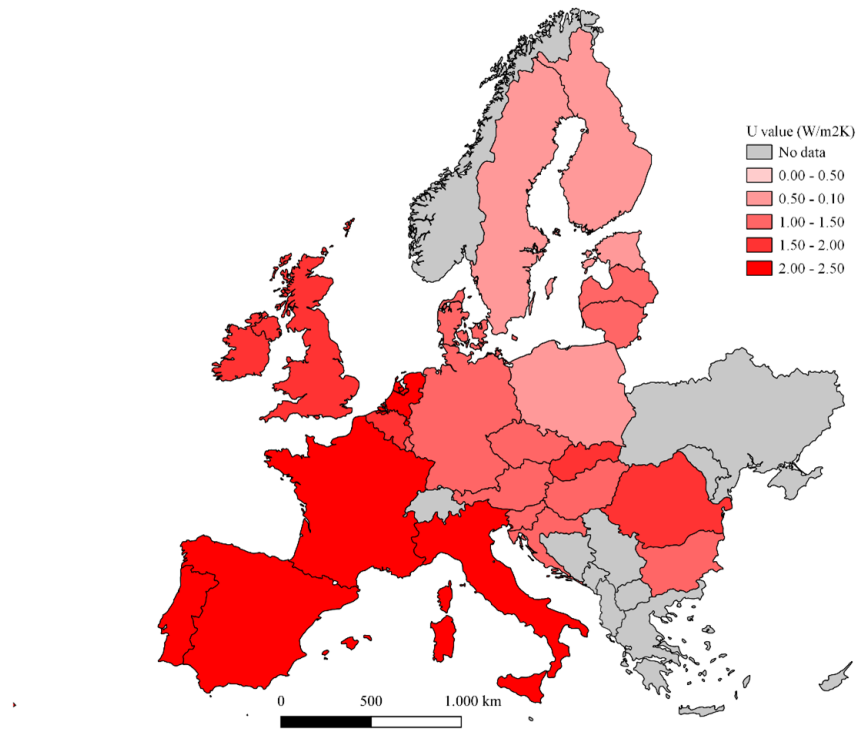 U value (W/m2K)
No data
0.00 - 0.50
0.50 - 0.10
1.00 - 1.50
1.50 - 2.00
2.00 - 2.50
0 500 1.000 km